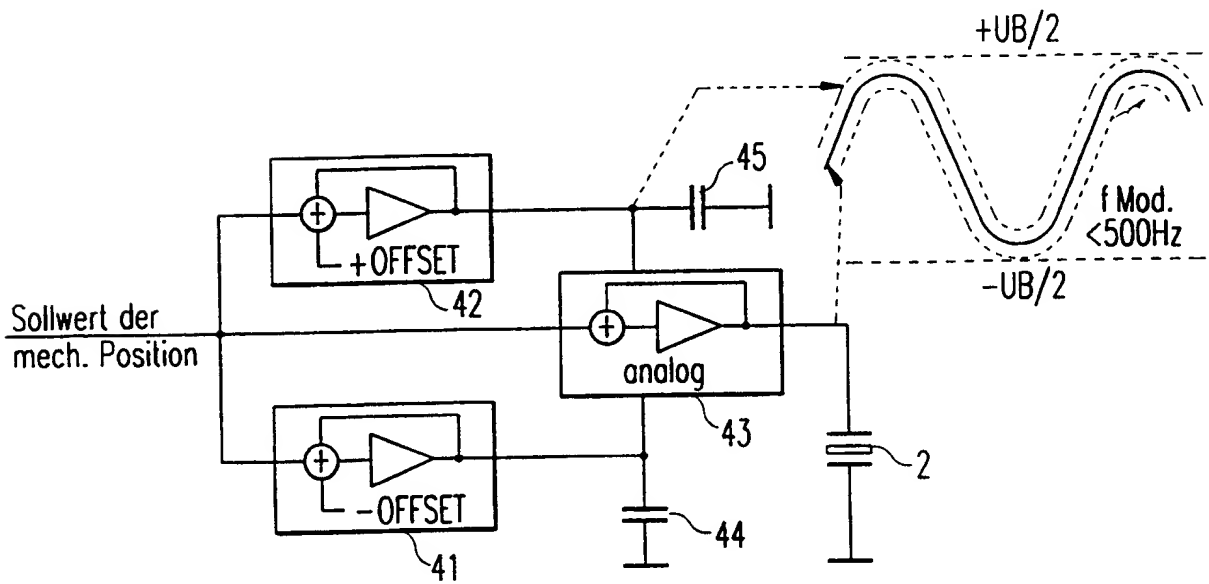 +UB/2
45
f Mod.
<500Hz
+OFFSET
-UB/2
42
Sollwert der
mech. Position
analog
43
2
-OFFSET
44
41